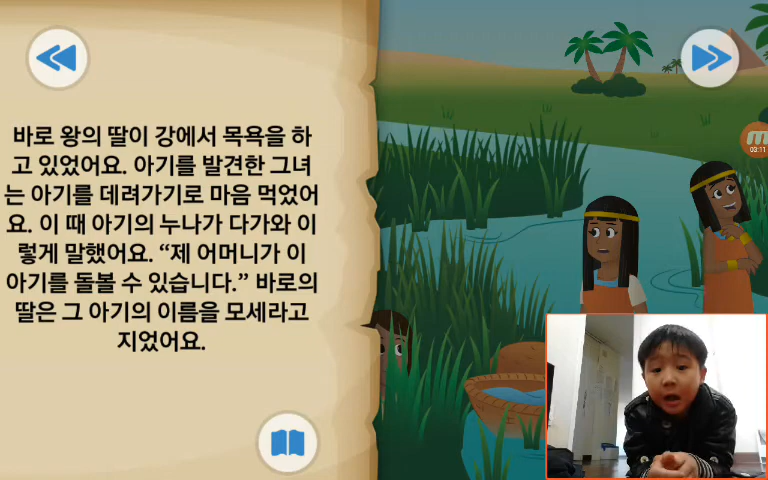 바로 왕의 딸이 강에서 목욕을 하
고 있었어요. 아기를 발견한 그녀
는 아기를 데려가기로 마음 먹었어
요. 이 때 아기의 누나가 다가와 이
렇게 말했어요. “제 어머니가 이
아기를 돌볼 수 있습니다.” 바로의
딸은 그 아기의 이름을 모세라고
지었어요.
03:11